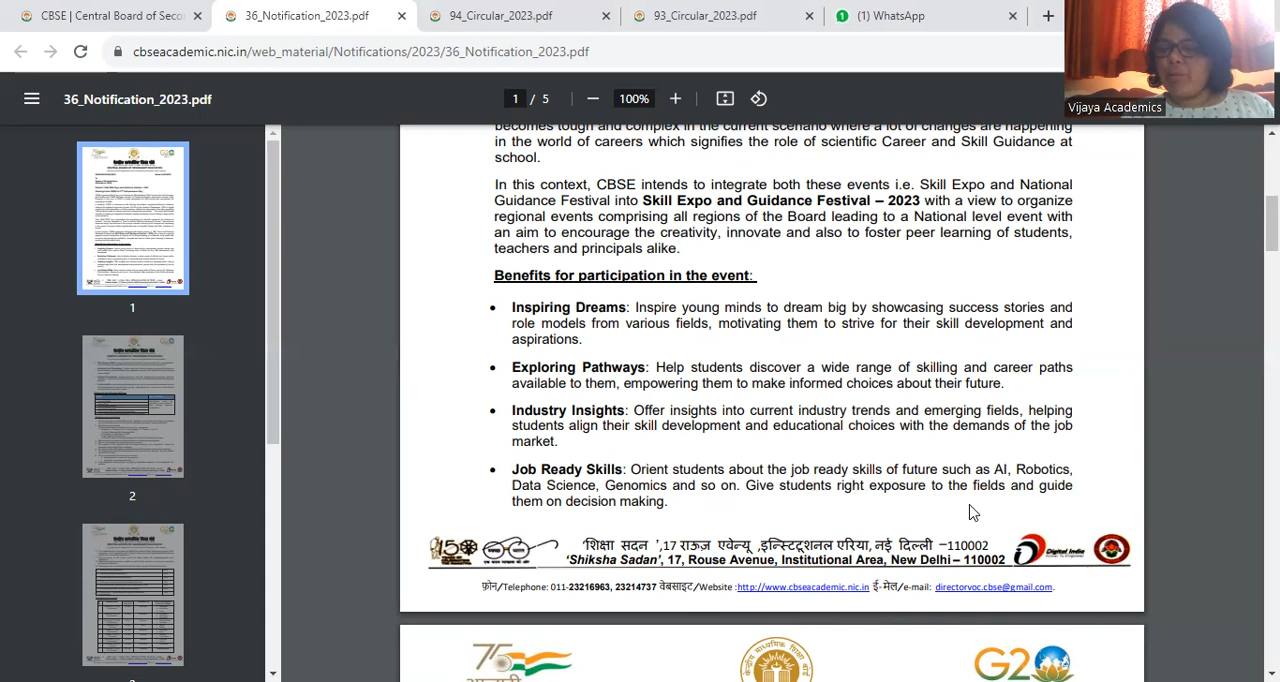 CBSE | Central Board of Seco
36_Notification_2023.pdf
94_Circular_2023.pdf
93_Circular_2023.pdf
(1) WhatsApp
cbseacademic.nic.in/web_material/Notifications/2023/36_Notification_2023.pdf
Vijaya Academics
36_Notification_2023.pdf
1 / 5
100%
becomes tough and complex in the current scenario where a lot of changes are happening
in the world of careers which signifies the role of scientific Career and Skill Guidance at
school.
In this context, CBSE intends to integrate both the events i.e. Skill Expo and National
Guidance Festival into Skill Expo and Guidance Festival – 2023 with a view to organize
regional events comprising all regions of the board leading to a National level event with
an aim to encourage the creativity, innovate and also to foster peer learning of students,
teachers and principals alike.
Benefits for participation in the event:
• Inspiring Dreams: Inspire young minds to dream big by showcasing success stories and
role models from various fields, motivating them to strive for their skill development and
aspirations.
• Exploring Pathways: Help students discover a wide range of skilling and career paths
available to them, empowering them to make informed choices about their future.
• Industry Insights: Offer insights into current industry trends and emerging fields, helping
students align their skill development and educational choices with the demands of the job
market.
• Job Ready Skills: Orient students about the job ready skills of future such as AI, Robotics,
Data Science, Genomics and so on. Give students right exposure to the fields and guide
them on decision making.
'शिक्षा सदन ',17 राऊज़ एवेन्यू ,इन्स्टिटूशनल एरिया, नई दिल्ली –110002
'Shiksha Sadan', 17, Rouse Avenue, Institutional Area, New Delhi – 110002
Digital India
फ़ोन/Telephone: 011-23216963, 23214737 वेबसाइट/Website :http://www.cbseacademic.nic.in ई-मेल/e-mail: directorvoc.cbse@gmail.com.
1
2
75
G20